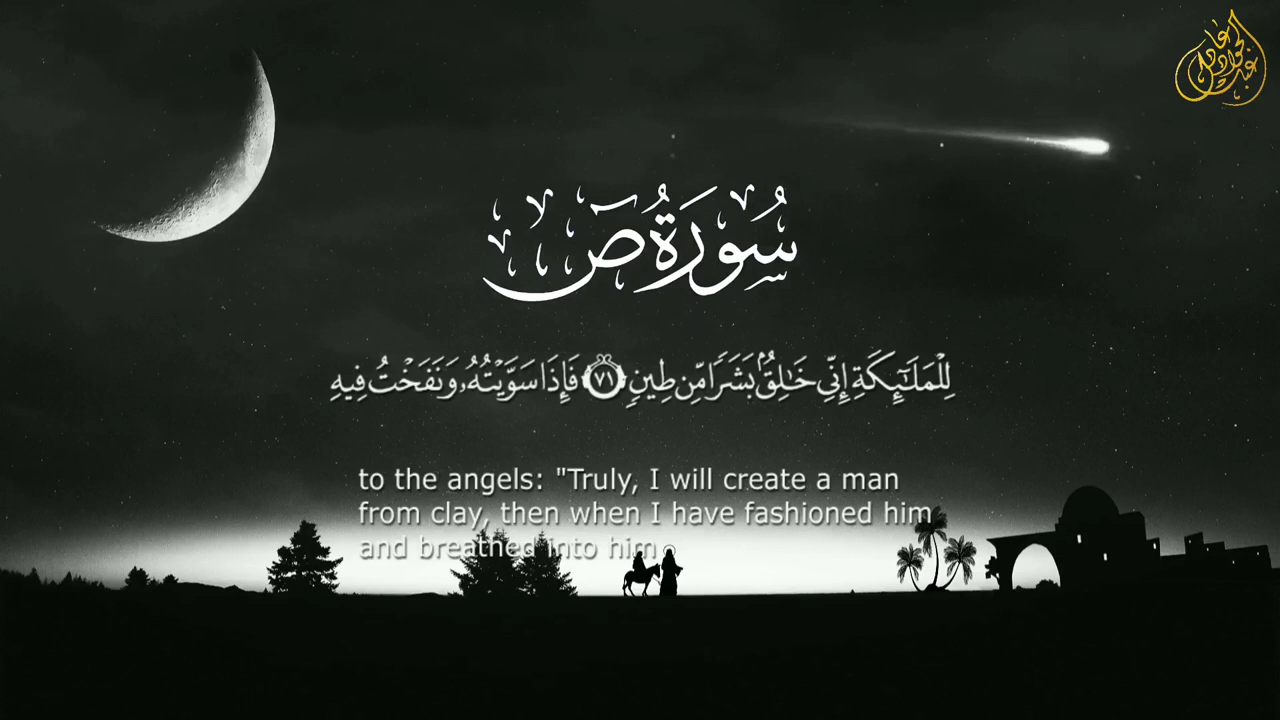 سُورَةُ صٓ
لِلْمَلَـٰٓئِكَةِ إِنِّى خَـٰلِقٌۢ بَشَرًا مِّن طِينٍ ﴿٧١﴾ فَإِذَا سَوَّيْتُهُۥ وَنَفَخْتُ فِيهِ
to the angels: "Truly, I will create a man
from clay, then when I have fashioned him
and breathed into him